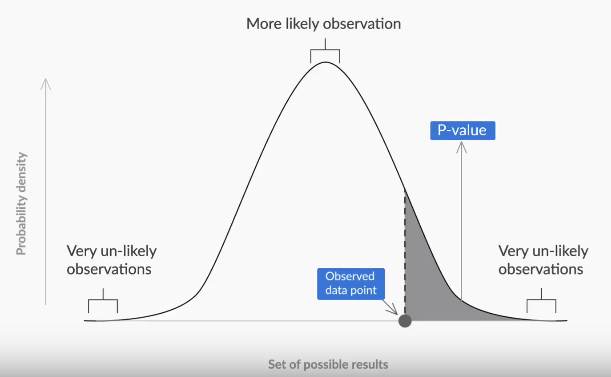 More likely observation
P-value
Probability density
Very un-likely
observations
Very un-likely
observations
Observed
data point
Set of possible results